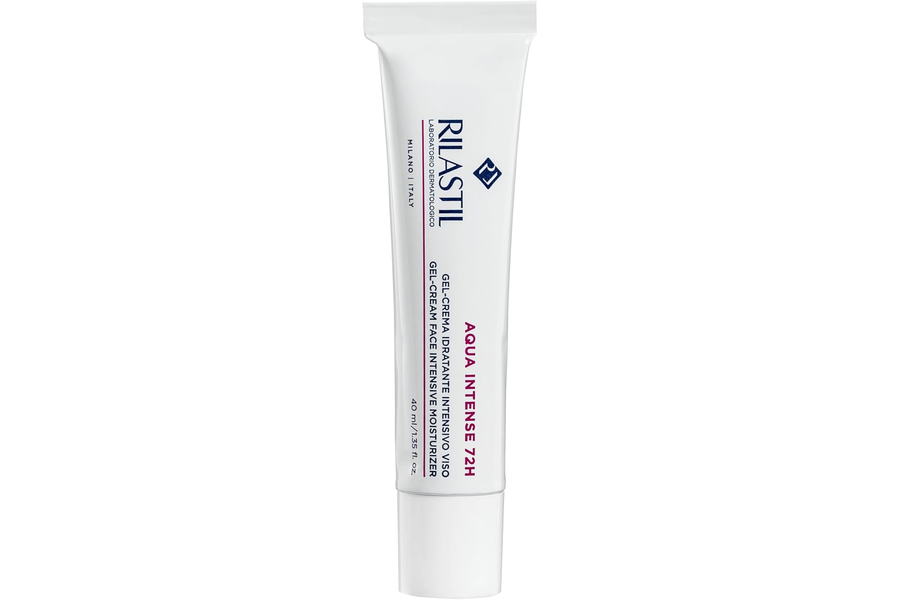 RILASTIL
LABORATORIO DERMATOLOGICO
MILANO | ITALY
AQUA INTENSE 72H
GEL-CREMA IDRATANTE INTENSIVO VISO
GEL-CREAM FACE INTENSIVE MOISTURIZER
40 ml/1.35 fl. oz.